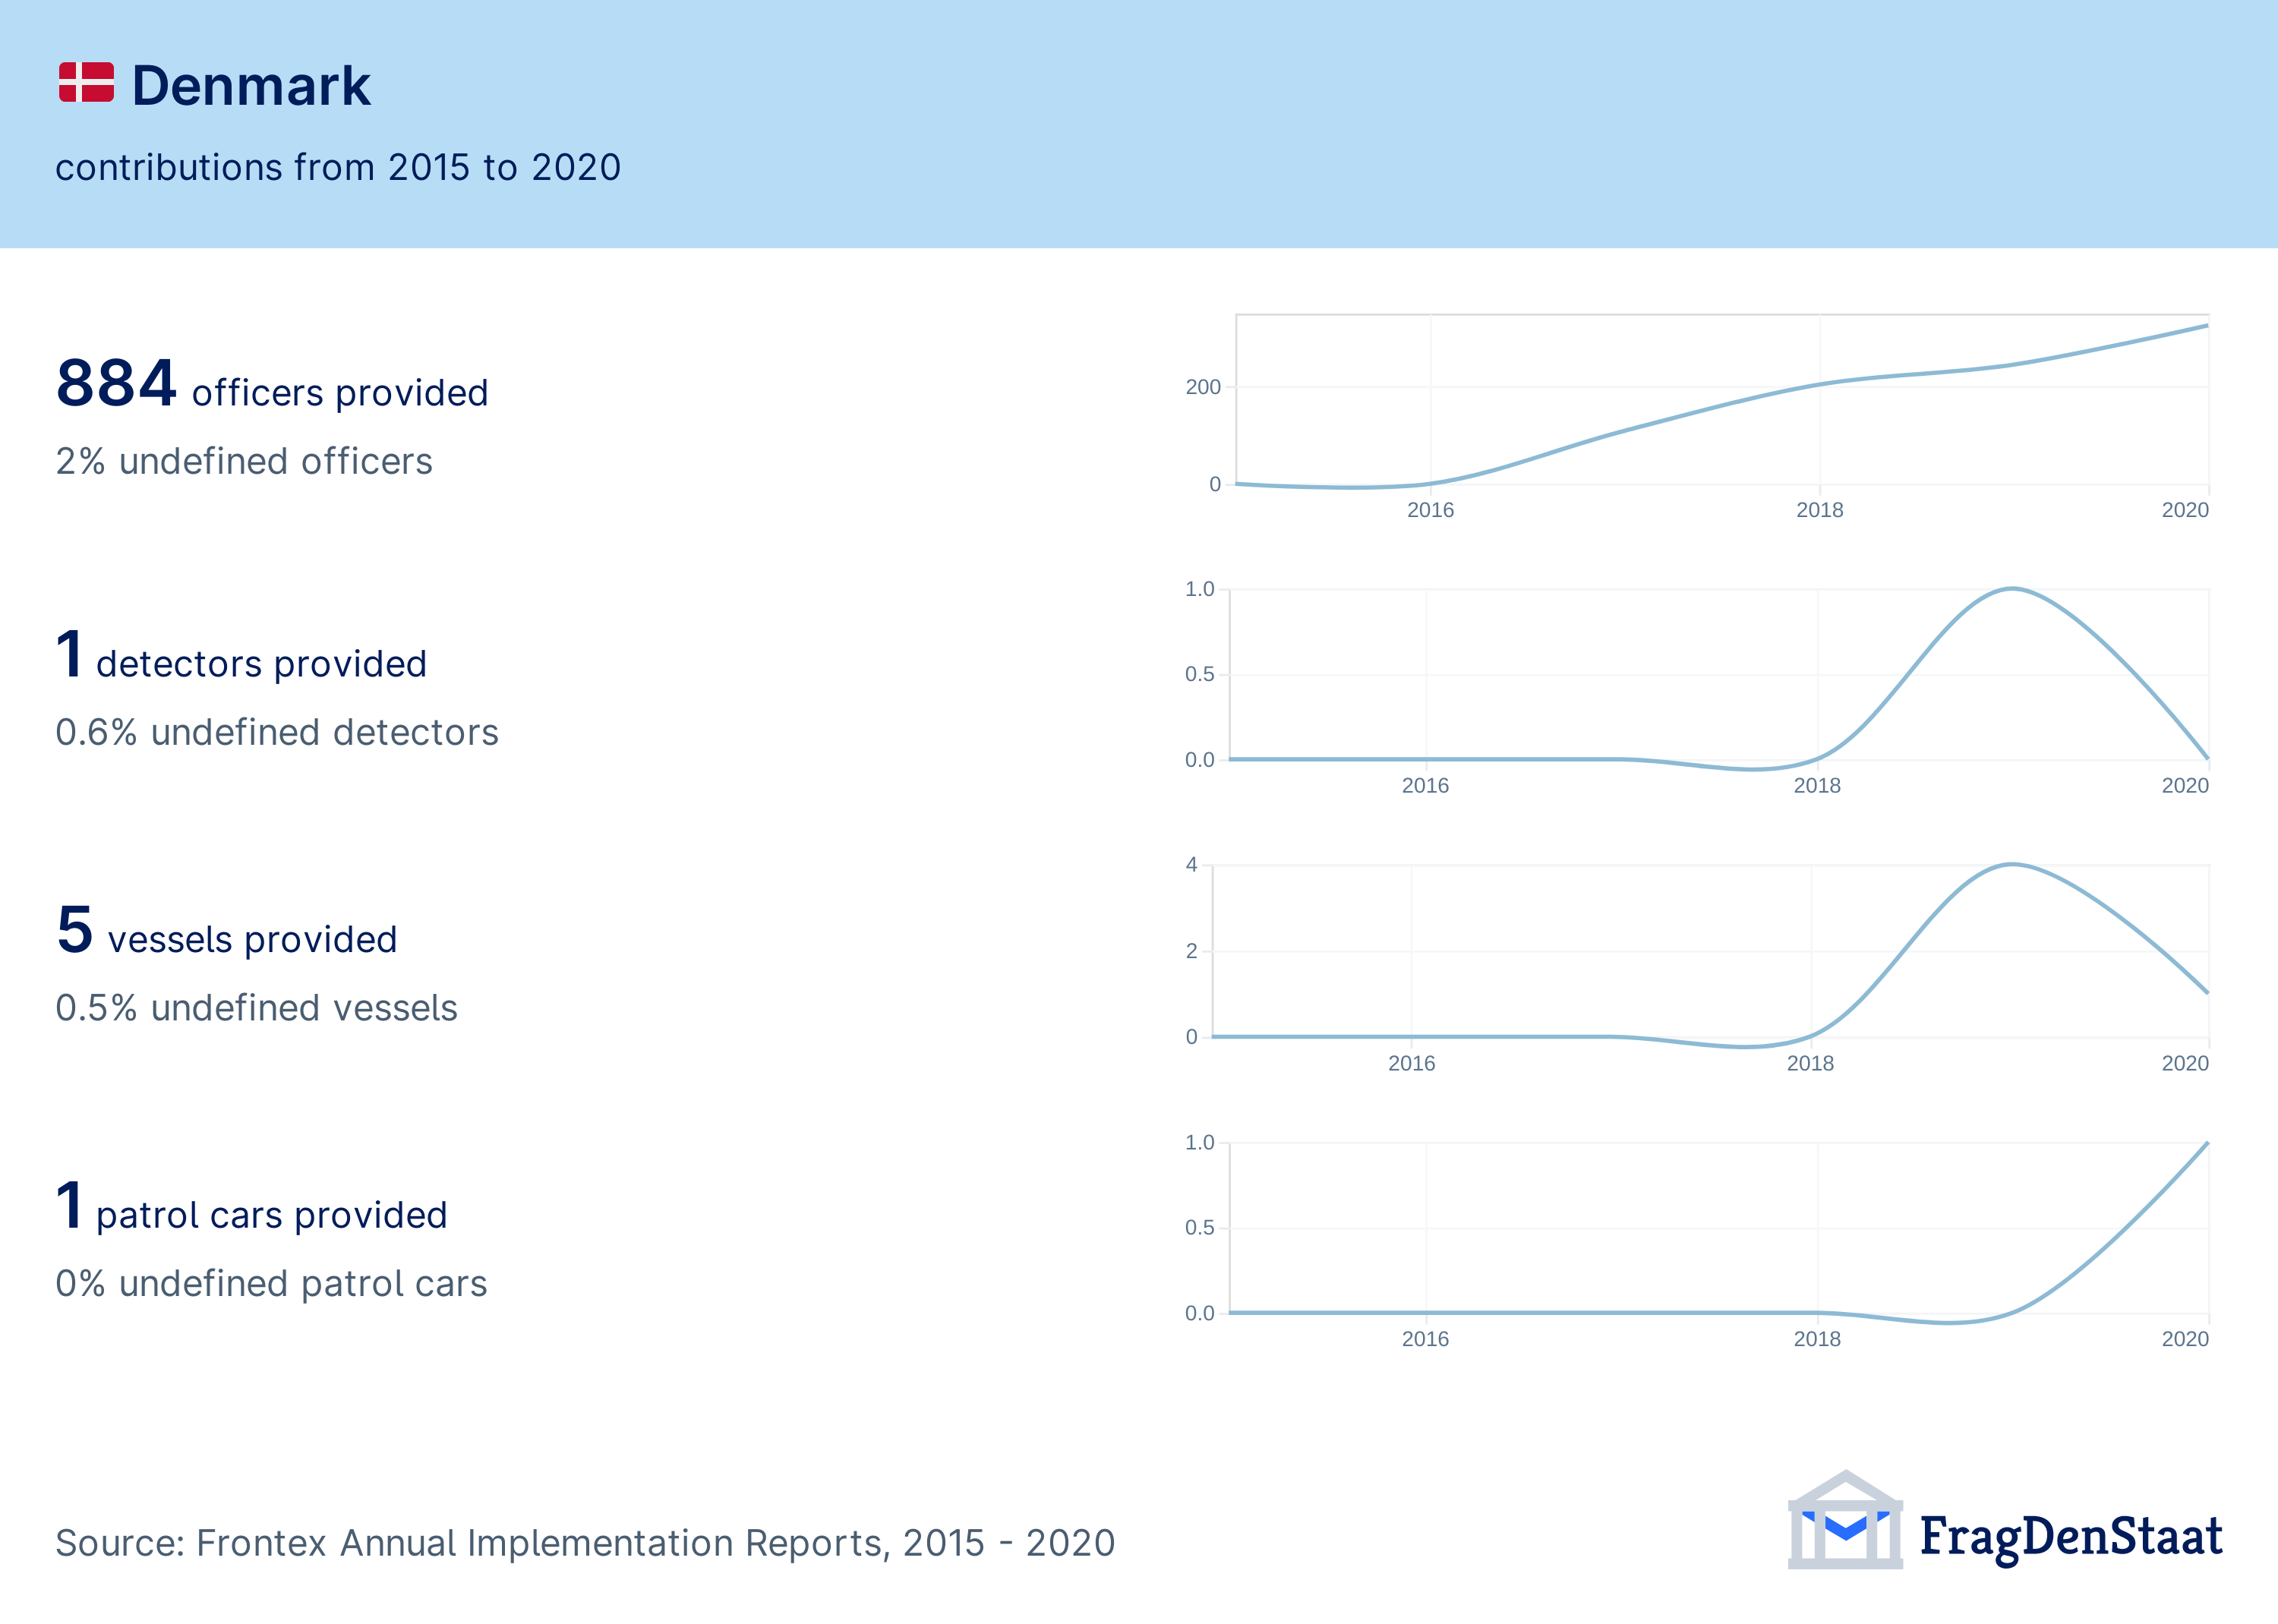 Denmark
contributions from 2015 to 2020
884 officers provided
2% undefined officers
200
0
2016 2018 2020
1 detectors provided
0.6% undefined detectors
1.0
0.5
0.0
2016 2018 2020
5 vessels provided
0.5% undefined vessels
4
2
0
2016 2018 2020
1 patrol cars provided
0% undefined patrol cars
1.0
0.5
0.0
2016 2018 2020
Source: Frontex Annual Implementation Reports, 2015 - 2020
FragDenStaat